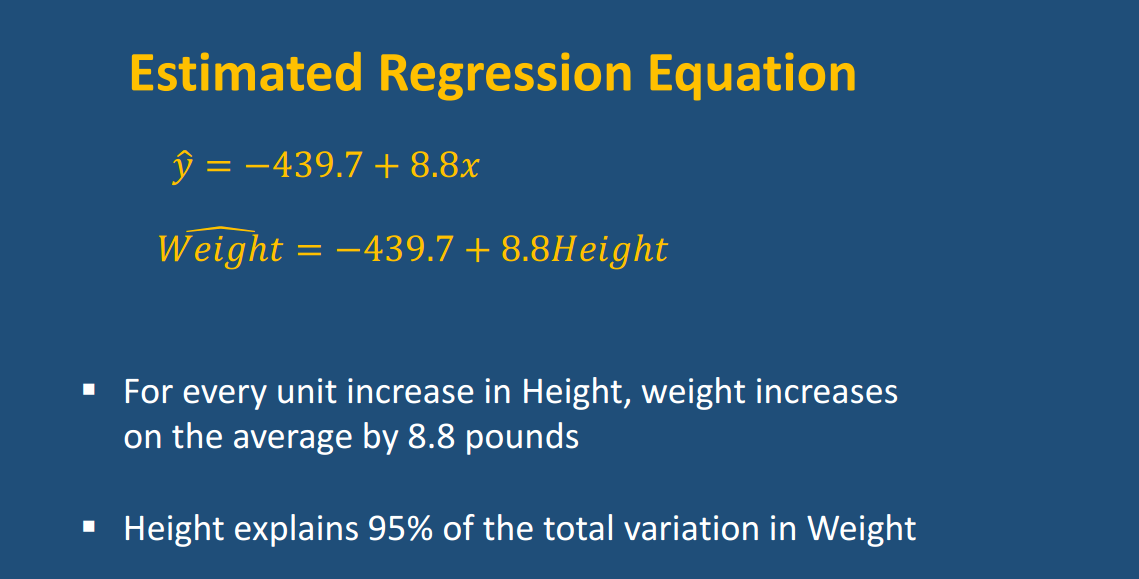 Estimated Regression Equation
ŷ = −439.7 + 8.8x
\widehat{Weight} = −439.7 + 8.8Height
▪ For every unit increase in Height, weight increases
on the average by 8.8 pounds
▪ Height explains 95% of the total variation in Weight